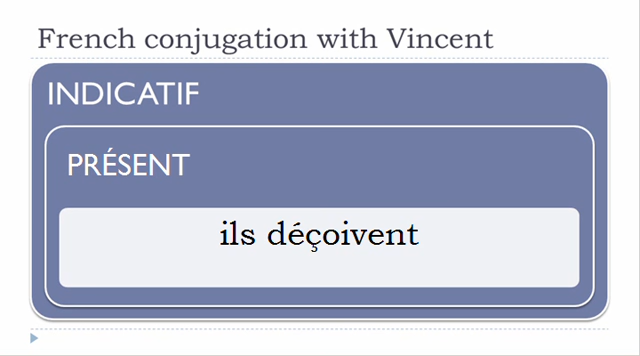 French conjugation with Vincent
INDICATIF
PRÉSENT
ils déçoivent